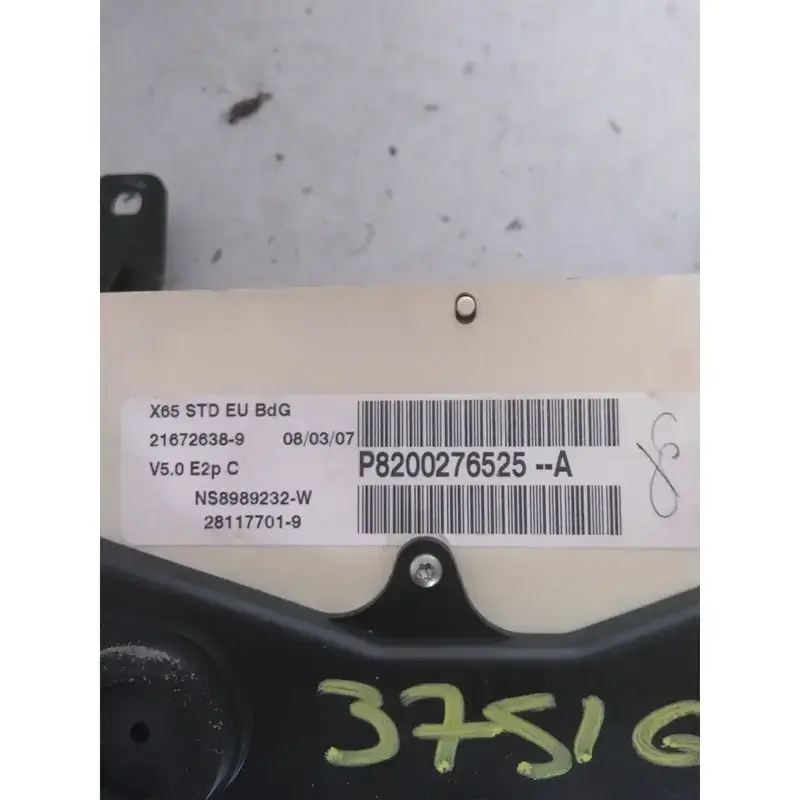 X65 STD EU BdG
21672638-9 08/03/07
V5.0 E2p C
P8200276525 --A
NS8989232-W
28117701-9
3751G